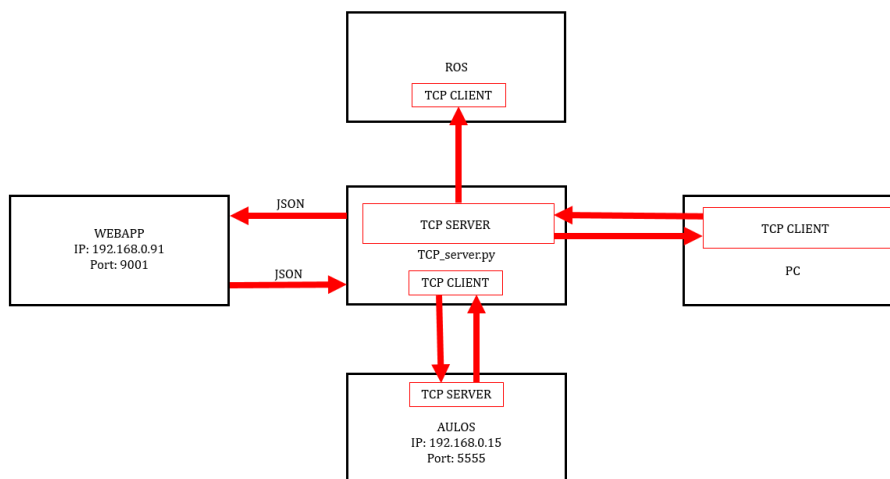 ROS
TCP CLIENT
JSON
WEBAPP
IP: 192.168.0.91
Port: 9001
JSON
TCP SERVER
TCP_server.py
TCP CLIENT
TCP CLIENT
PC
TCP SERVER
AULOS
IP: 192.168.0.15
Port: 5555